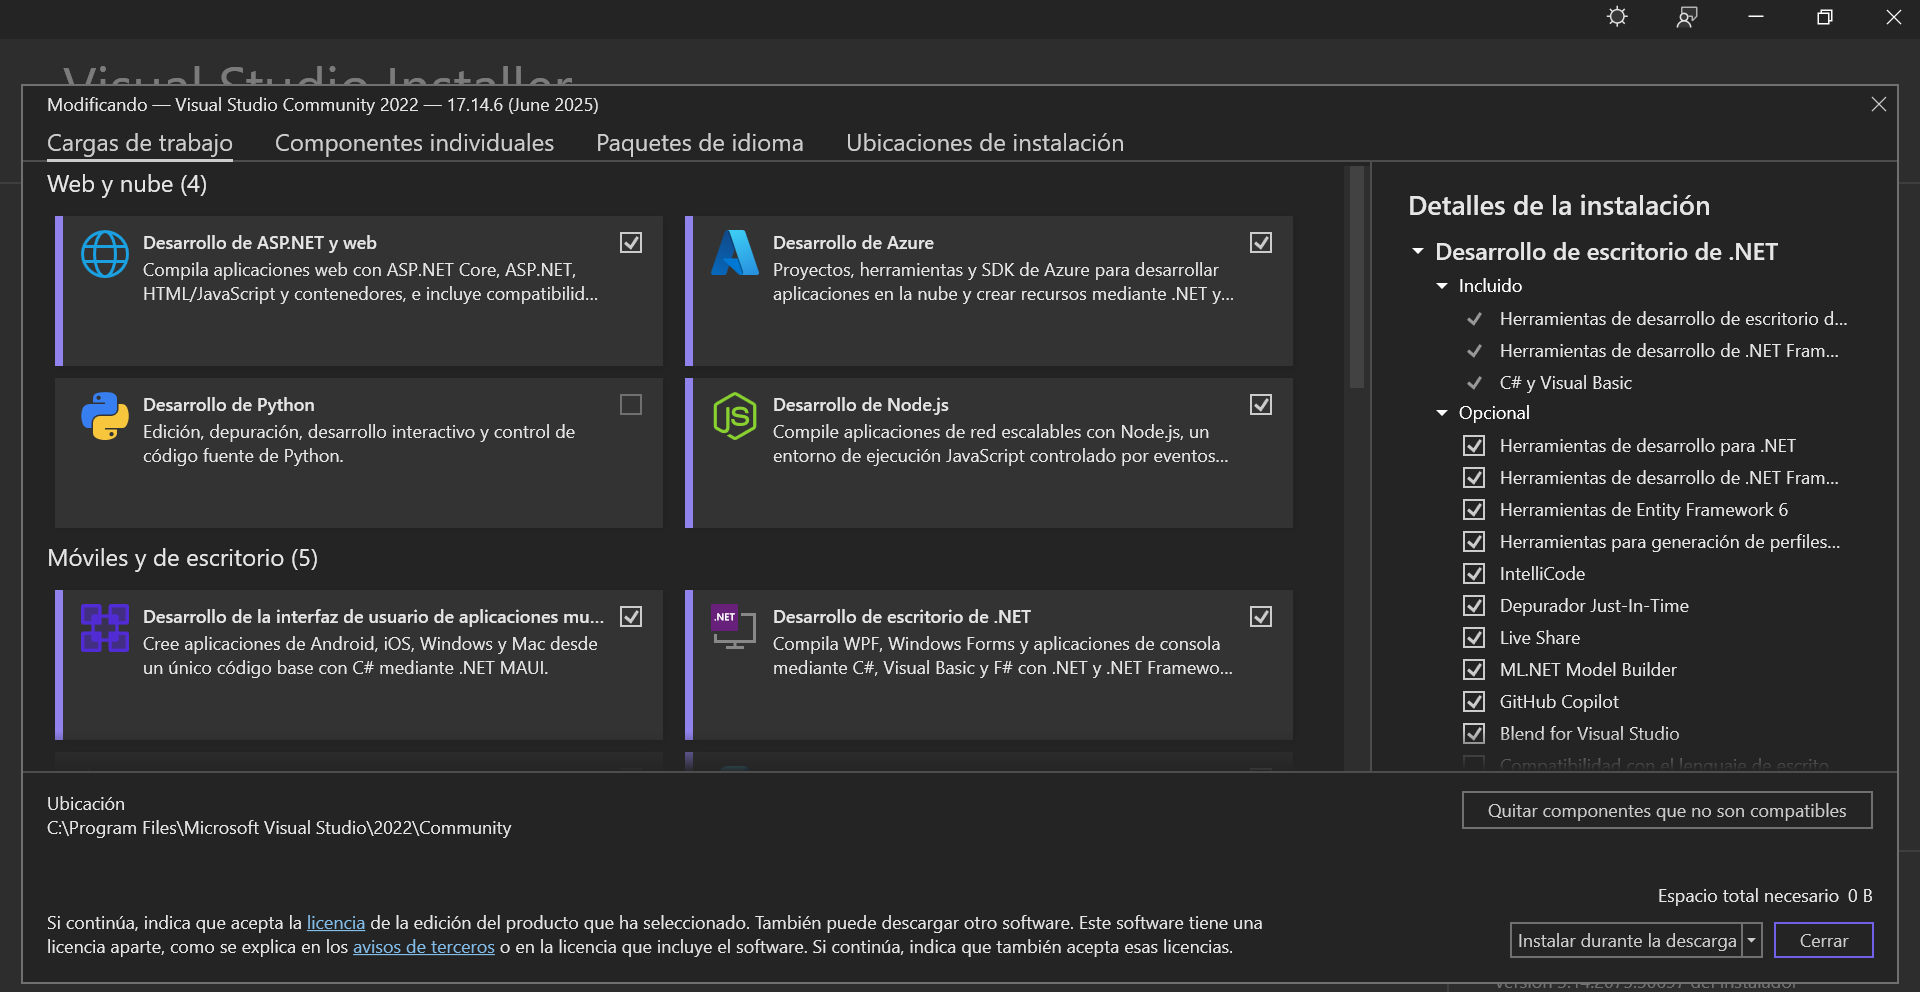 Visual Studio Installer
Modificando — Visual Studio Community 2022 — 17.14.6 (June 2025)
Cargas de trabajo
Componentes individuales
Paquetes de idioma
Ubicaciones de instalación
Web y nube (4)
Desarrollo de ASP.NET y web
Compila aplicaciones web con ASP.NET Core, ASP.NET,
HTML/JavaScript y contenedores, e incluye compatibilid...
Desarrollo de Azure
Proyectos, herramientas y SDK de Azure para desarrollar
aplicaciones en la nube y crear recursos mediante .NET y...
Desarrollo de Python
Edición, depuración, desarrollo interactivo y control de
código fuente de Python.
JS
Desarrollo de Node.js
Compile aplicaciones de red escalables con Node.js, un
entorno de ejecución JavaScript controlado por eventos...
Móviles y de escritorio (5)
Desarrollo de la interfaz de usuario de aplicaciones mu...
Cree aplicaciones de Android, iOS, Windows y Mac desde
un único código base con C# mediante .NET MAUI.
.NET
Desarrollo de escritorio de .NET
Compila WPF, Windows Forms y aplicaciones de consola
mediante C#, Visual Basic y F# con .NET y .NET Framewo...
Detalles de la instalación
Desarrollo de escritorio de .NET
Incluido
Herramientas de desarrollo de escritorio d...
Herramientas de desarrollo de .NET Fram...
C# y Visual Basic
Opcional
Herramientas de desarrollo para .NET
Herramientas de desarrollo de .NET Fram...
Herramientas de Entity Framework 6
Herramientas para generación de perfiles...
IntelliCode
Depurador Just-In-Time
Live Share
ML.NET Model Builder
GitHub Copilot
Blend for Visual Studio
Compatibilidad con el lenguaje de escrito
Ubicación
C:\Program Files\Microsoft Visual Studio\2022\Community
Quitar componentes que no son compatibles
Espacio total necesario 0 B
Si continúa, indica que acepta la licencia de la edición del producto que ha seleccionado. También puede descargar otro software. Este software tiene una
licencia aparte, como se explica en los avisos de terceros o en la licencia que incluye el software. Si continúa, indica que también acepta esas licencias.
Instalar durante la descarga
Cerrar
del instalador